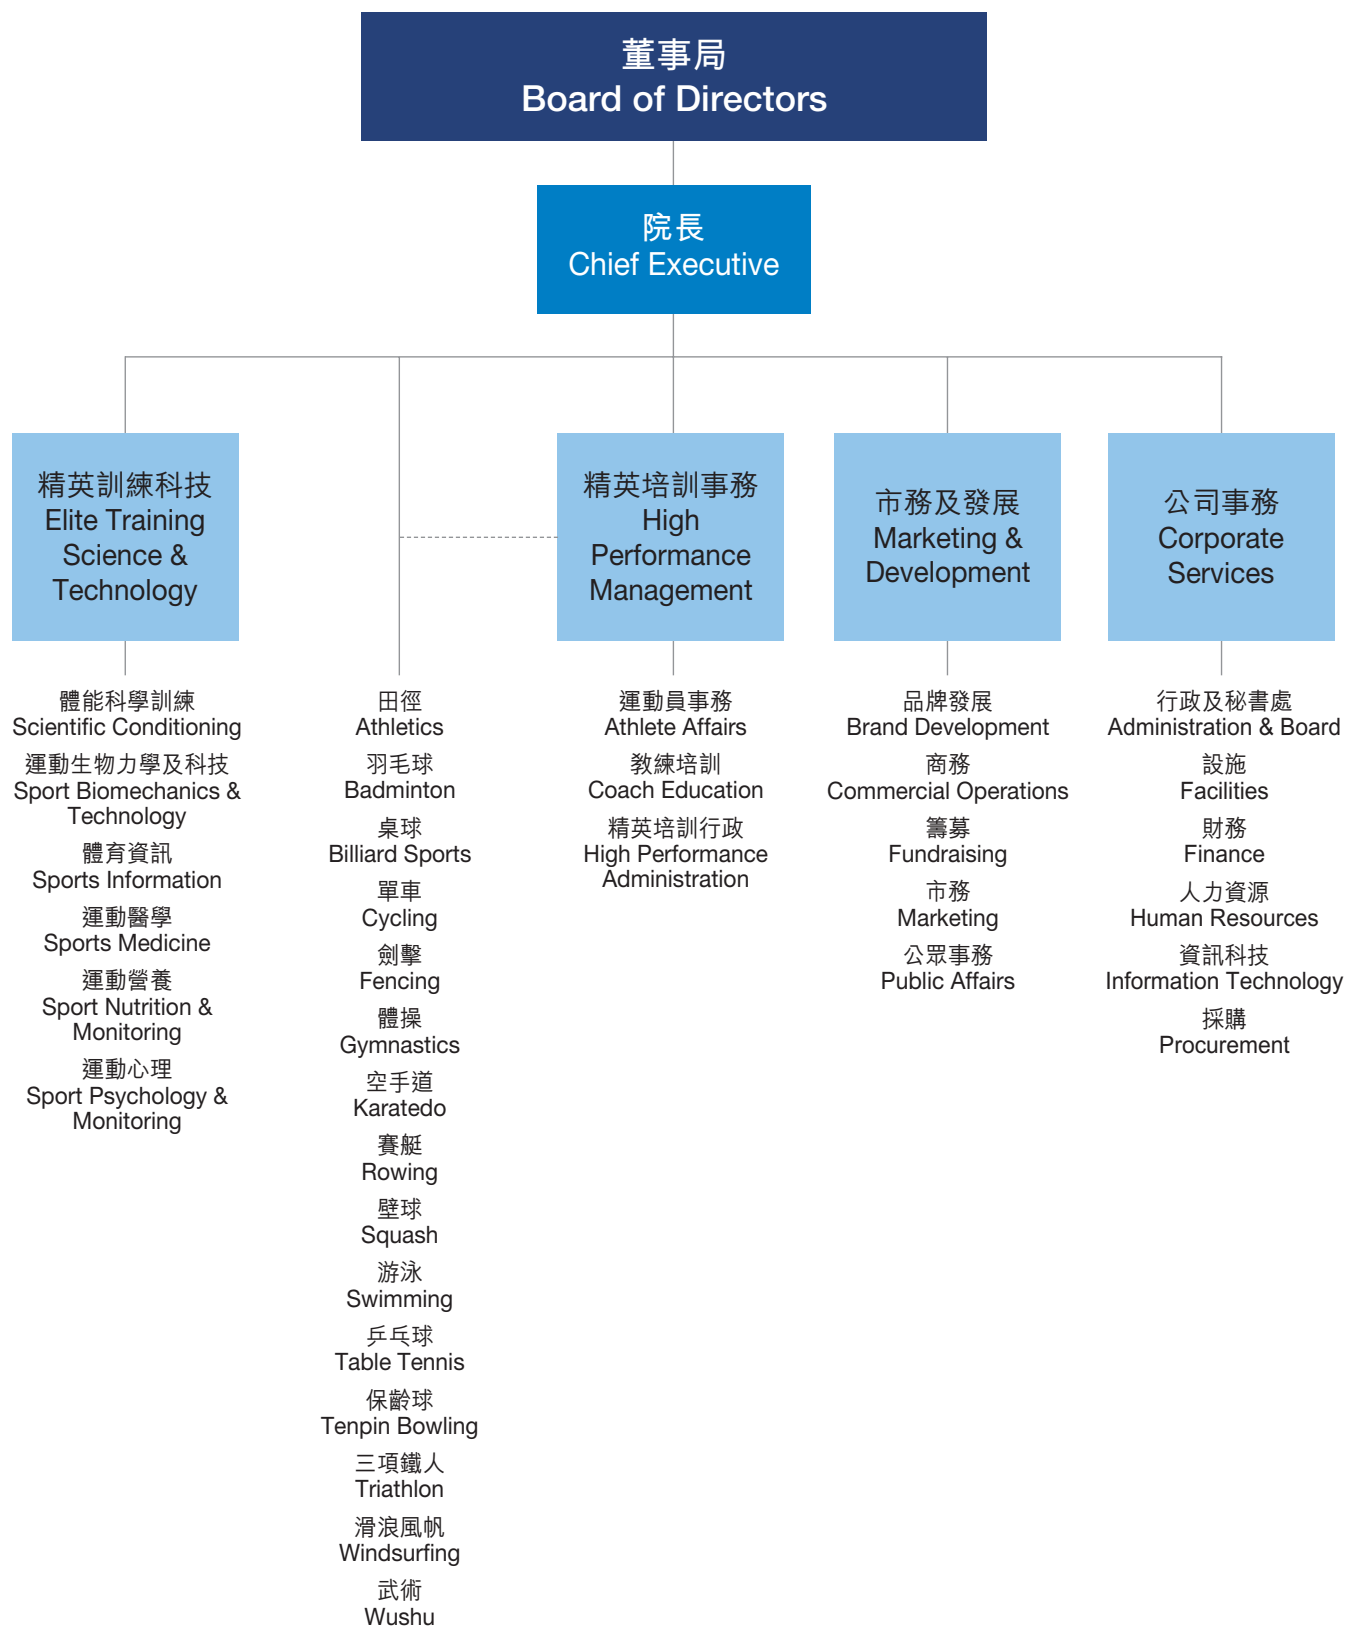 董事局
Board of Directors
院長
Chief Executive
精英訓練科技
Elite Training
Science &
Technology
體能科學訓練
Scientific Conditioning
運動生物力學及科技
Sport Biomechanics &
Technology
體育資訊
Sports Information
運動醫學
Sports Medicine
運動營養
Sport Nutrition &
Monitoring
運動心理
Sport Psychology &
Monitoring
田徑
Athletics
羽毛球
Badminton
桌球
Billiard Sports
單車
Cycling
劍擊
Fencing
體操
Gymnastics
空手道
Karatedo
賽艇
Rowing
壁球
Squash
游泳
Swimming
乒乓球
Table Tennis
保齡球
Tenpin Bowling
三項鐵人
Triathlon
滑浪風帆
Windsurfing
武術
Wushu
精英培訓事務
High
Performance
Management
運動員事務
Athlete Affairs
教練培訓
Coach Education
精英培訓行政
High Performance
Administration
市務及發展
Marketing &
Development
品牌發展
Brand Development
商務
Commercial Operations
籌募
Fundraising
市務
Marketing
公眾事務
Public Affairs
公司事務
Corporate
Services
行政及秘書處
Administration & Board
設施
Facilities
財務
Finance
人力資源
Human Resources
資訊科技
Information Technology
採購
Procurement